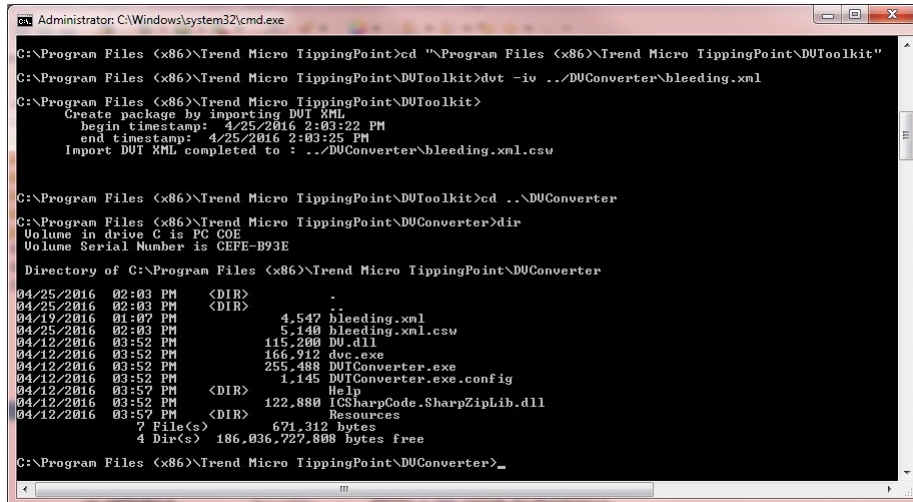 Administrator: C:\Windows\system32\cmd.exe
C:\Program Files (x86)\Trend Micro TippingPoint>cd "\Program Files (x86)\Trend Micro TippingPoint\DVToolkit"
C:\Program Files (x86)\Trend Micro TippingPoint\DVToolkit>dvt -iv ../DVConverter\bleeding.xml
C:\Program Files (x86)\Trend Micro TippingPoint\DVToolkit>
Create package by importing DVT XML
begin timestamp: 4/25/2016 2:03:22 PM
end timestamp: 4/25/2016 2:03:25 PM
Import DVT XML completed to : ../DVConverter\bleeding.xml.csw
C:\Program Files (x86)\Trend Micro TippingPoint\DVToolkit>cd ..\DVConverter
C:\Program Files (x86)\Trend Micro TippingPoint\DVConverter>dir
Volume in drive C is PC COE
Volume Serial Number is CEFE-B93E
Directory of C:\Program Files (x86)\Trend Micro TippingPoint\DVConverter
04/25/2016 02:03 PM <DIR> .
04/25/2016 02:03 PM <DIR> ..
04/19/2016 01:07 PM 4,547 bleeding.xml
04/25/2016 02:03 PM 5,140 bleeding.xml.csw
04/12/2016 03:52 PM 115,200 DV.dll
04/12/2016 03:52 PM 166,912 dvc.exe
04/12/2016 03:52 PM 255,488 DVTConverter.exe
04/12/2016 03:52 PM 1,145 DVTConverter.exe.config
04/12/2016 03:57 PM <DIR> Help
04/12/2016 03:52 PM 122,880 ICSharpCode.SharpZipLib.dll
04/12/2016 03:57 PM <DIR> Resources
7 File(s) 671,312 bytes
4 Dir(s) 186,036,727,808 bytes free
C:\Program Files (x86)\Trend Micro TippingPoint\DVConverter>_